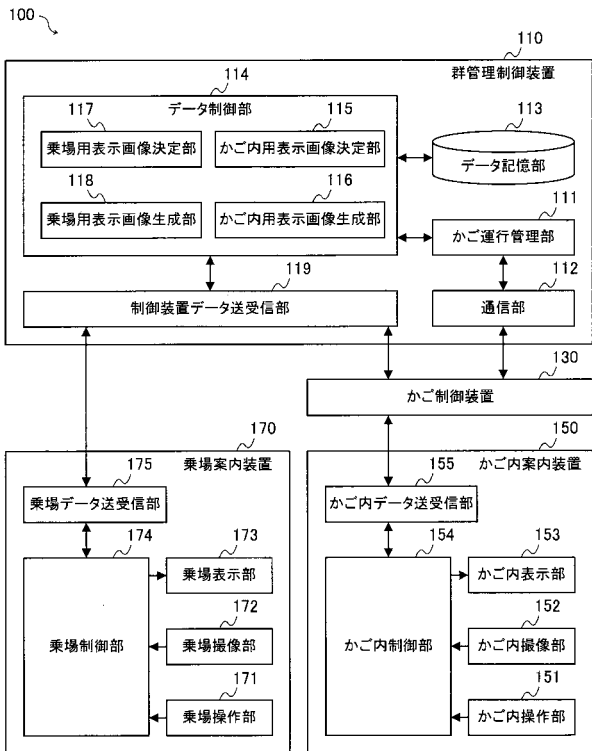 100
110
群管理制御装置
114
データ制御部
117
乗場用表示画像決定部
115
かご内用表示画像決定部
118
乗場用表示画像生成部
116
かご内用表示画像生成部
113
データ記憶部
111
かご運行管理部
119
制御装置データ送受信部
112
通信部
130
かご制御装置
170
乗場案内装置
175
乗場データ送受信部
174
乗場制御部
173
乗場表示部
172
乗場撮像部
171
乗場操作部
150
かご内案内装置
155
かご内データ送受信部
154
かご内制御部
153
かご内表示部
152
かご内撮像部
151
かご内操作部